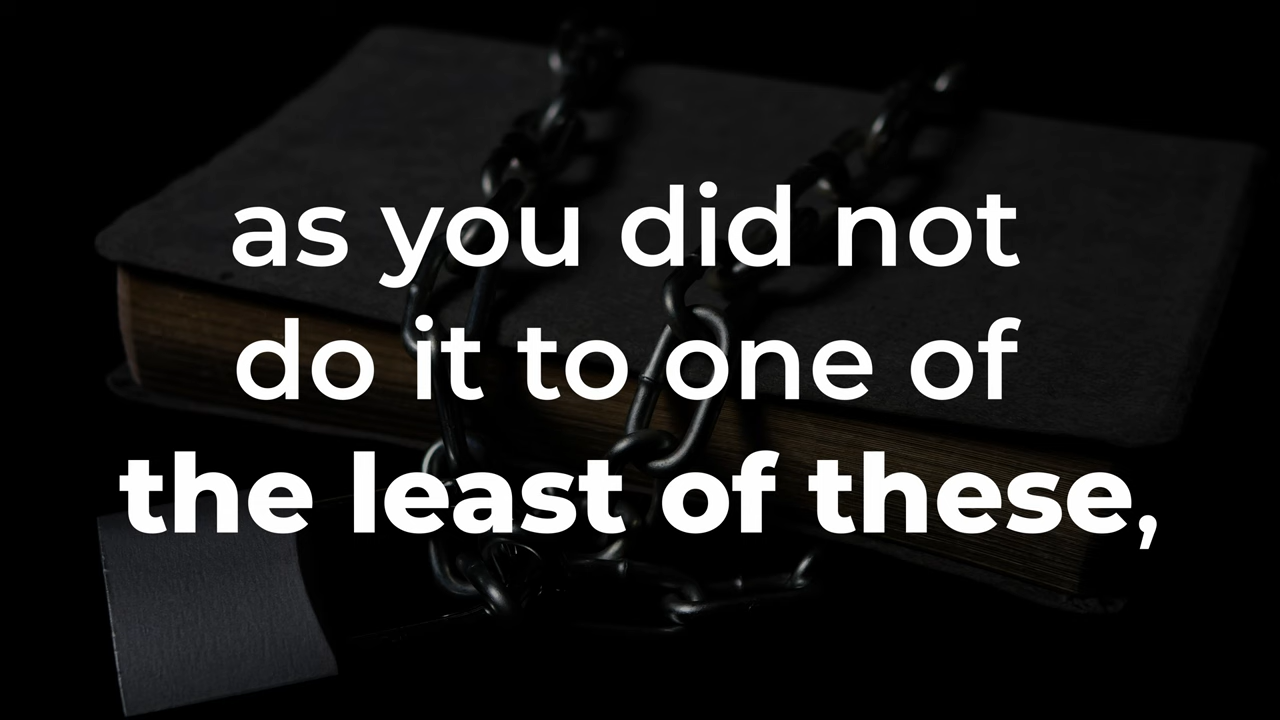 as you did not
do it to one of
the least of these,